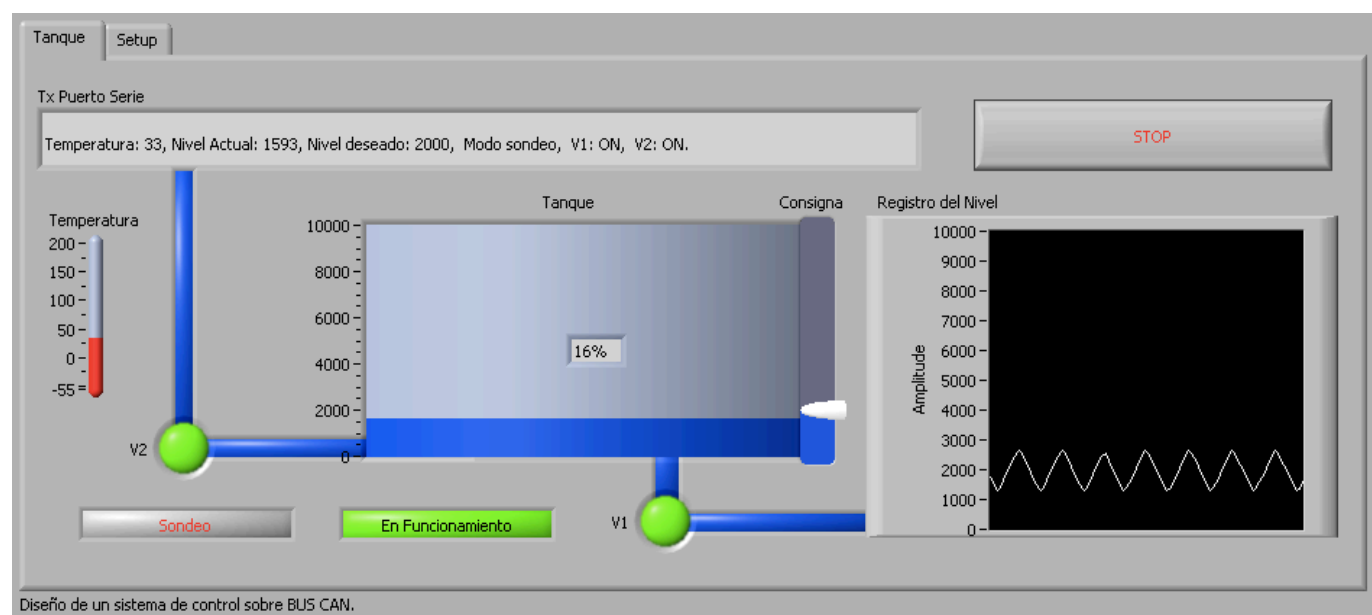 Tanque
Setup
Tx Puerto Serie
Temperatura: 33, Nivel Actual: 1593, Nivel deseado: 2000, Modo sondeo, V1: ON, V2: ON.
STOP
Temperatura
200
150
100
50
0
-55
V2
Tanque
10000
8000
6000
4000
2000
0
16%
Consigna
Registro del Nivel
Amplitude
10000
9000
8000
7000
6000
5000
4000
3000
2000
1000
0
Sondeo
En Funcionamiento
V1
Diseño de un sistema de control sobre BUS CAN.